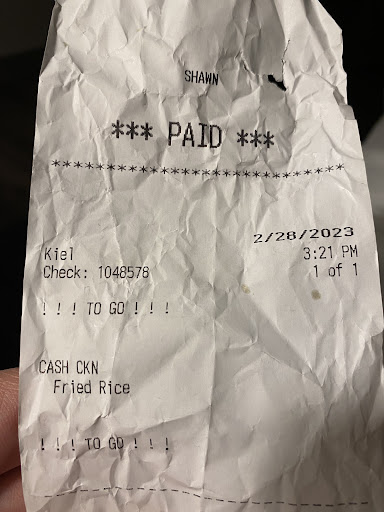 SHAWN
*** PAID ***
***************************
2/28/2023
Kiel 3:21 PM
Check: 1048578 1 of 1
! ! ! TO GO ! ! !
CASH CKN
Fried Rice
! ! ! TO GO ! ! !